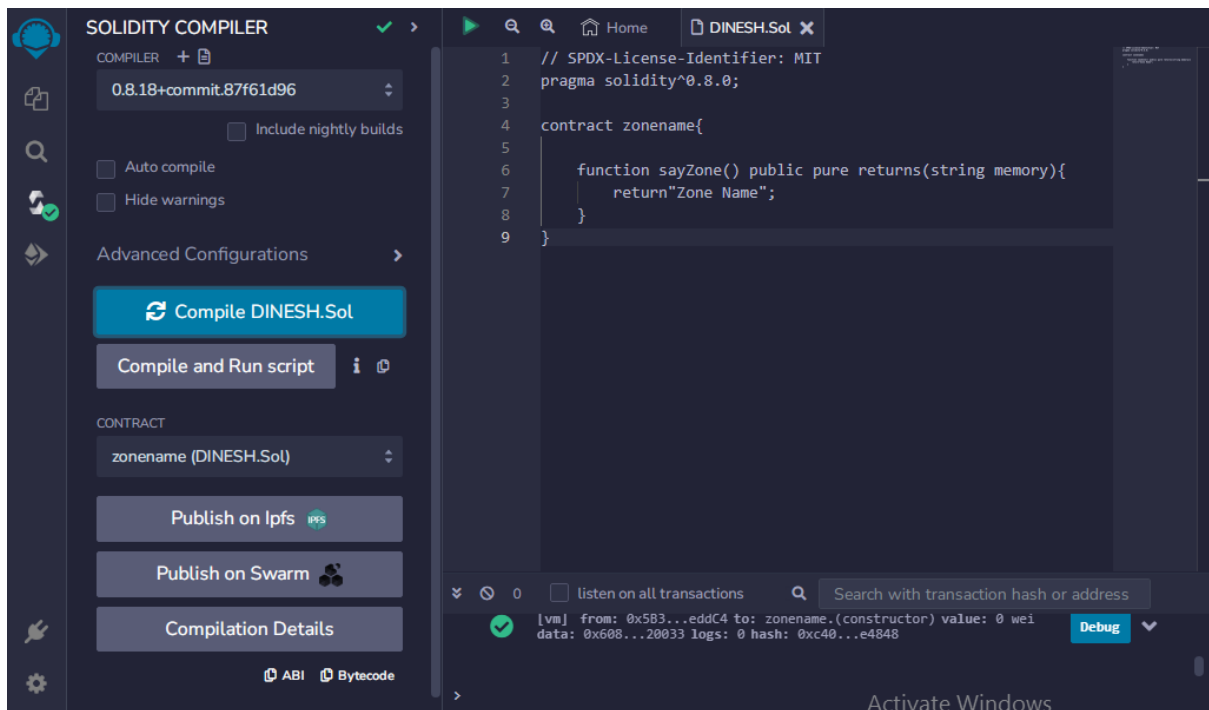 SOLIDITY COMPILER
COMPILER
0.8.18+commit.87f61d96
Include nightly builds
Auto compile
Hide warnings
Advanced Configurations
Compile DINESH.Sol
Compile and Run script
i
CONTRACT
zonename (DINESH.Sol)
Publish on Ipfs IPFS
Publish on Swarm
Compilation Details
ABI Bytecode
Home DINESH.Sol
1 // SPDX-License-Identifier: MIT
2 pragma solidity^0.8.0;
3
4 contract zonename{
5
6 function sayZone() public pure returns(string memory){
7 return"Zone Name";
8 }
9 }
0 listen on all transactions Search with transaction hash or address
[vm] from: 0x5B3...eddC4 to: zonename.(constructor) value: 0 wei
data: 0x608...20033 logs: 0 hash: 0xc40...e4848
Debug
>
Activate Windows